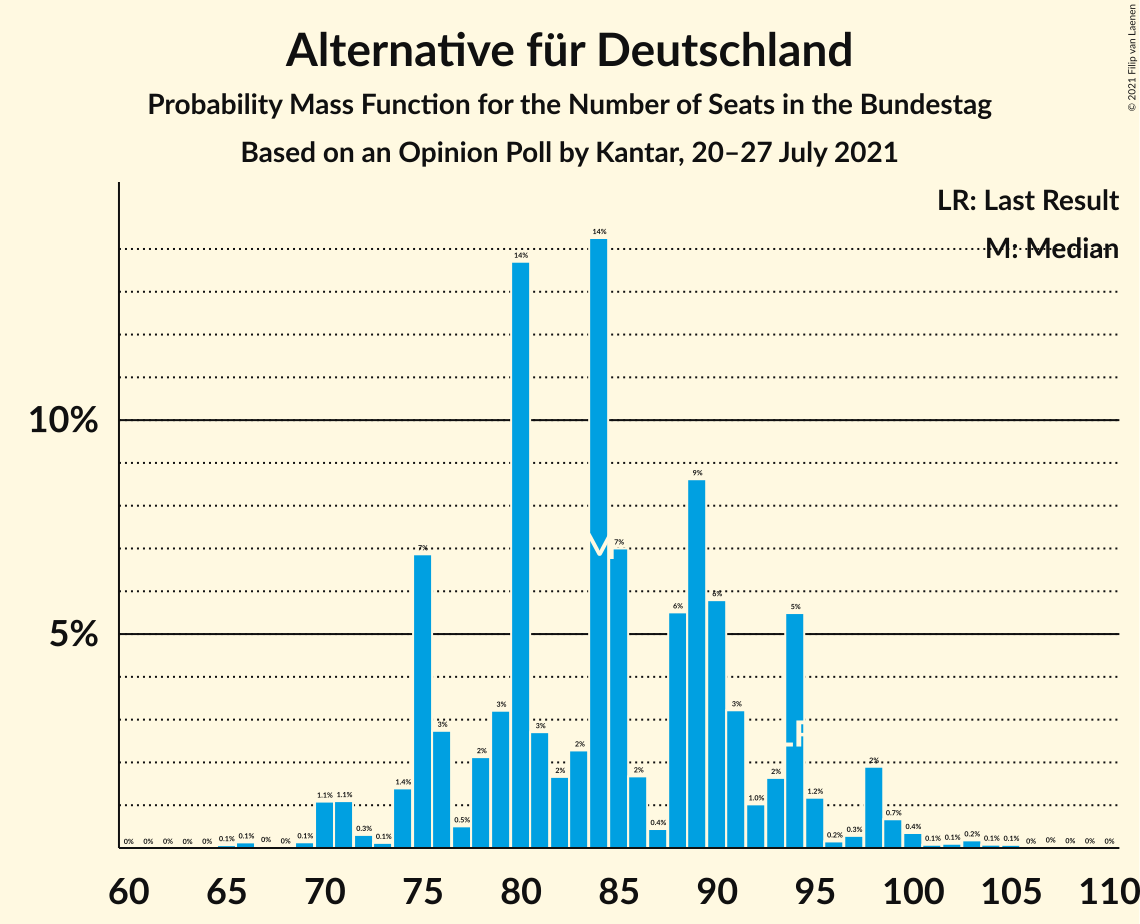 Alternative für Deutschland
Probability Mass Function for the Number of Seats in the Bundestag
Based on an Opinion Poll by Kantar, 20–27 July 2021
© 2021 Filip van Laenen
LR: Last Result
M: Median
10%
5%
0% 0% 0% 0% 0% 0.1% 0.1% 0% 0% 0.1% 1.1% 1.1% 0.3% 0.1% 1.4% 7% 3% 0.5% 2% 3% 14% 3% 2% 2% 14% 7% 2% 0.4% 6% 9% 6% 3% 1.0% 2% 5% 1.2% 0.2% 0.3% 2% 0.7% 0.4% 0.1% 0.1% 0.2% 0.1% 0.1% 0% 0% 0% 0% 0%
M
LR
60 65 70 75 80 85 90 95 100 105 110